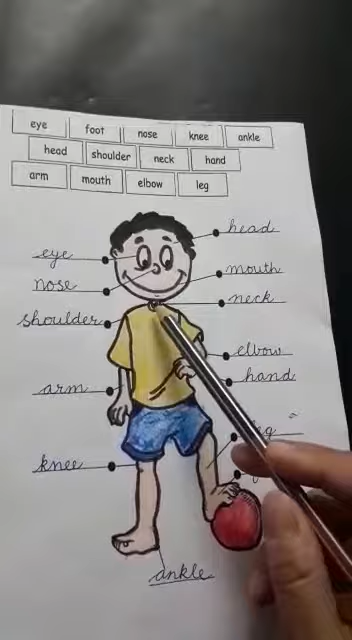 eye foot nose knee ankle
head shoulder neck hand
arm mouth elbow leg
head
eye
mouth
nose
neck
shoulder
elbow
hand
arm
leg
knee
ankle